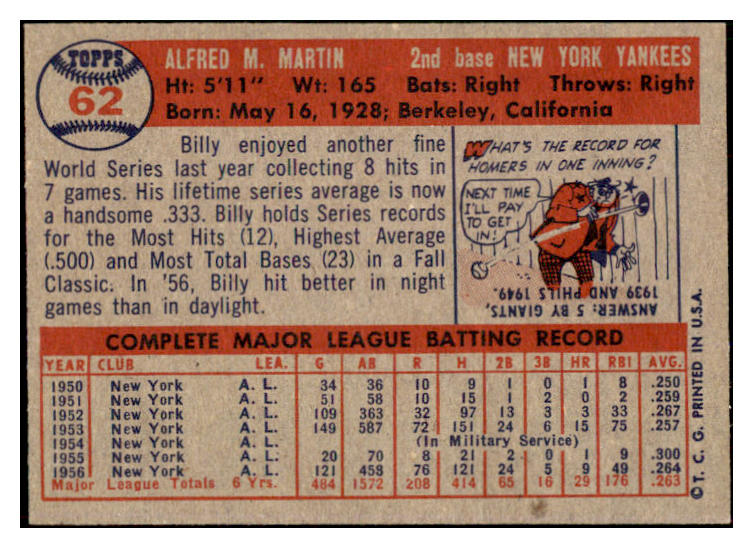 TOPPS
62
ALFRED M. MARTIN 2nd base NEW YORK YANKEES
Ht: 5'11" Wt: 165 Bats: Right Throws: Right
Born: May 16, 1928; Berkeley, California
Billy enjoyed another fine
World Series last year collecting 8 hits in
7 games. His lifetime series average is now
a handsome .333. Billy holds Series records
for the Most Hits (12), Highest Average
(.500) and Most Total Bases (23) in a Fall
Classic. In '56, Billy hit better in night
games than in daylight.
WHAT'S THE RECORD FOR
HOMERS IN ONE INNING?
NEXT TIME
I'LL PAY
TO GET
IN!
ANSWER: 5 BY GIANTS,
1939 AND PHILS 1949.
COMPLETE MAJOR LEAGUE BATTING RECORD
YEAR CLUB LEA. G AB R H 2B 3B HR RBI AVG.
1950 New York A. L. 34 36 10 9 1 0 1 8 .250
1951 New York A. L. 51 58 10 15 1 2 0 2 .259
1952 New York A. L. 109 363 32 97 13 3 3 33 .267
1953 New York A. L. 149 587 72 151 24 6 15 75 .257
1954 New York A. L. (In Military Service)
1955 New York A. L. 20 70 8 21 2 0 1 9 .300
1956 New York A. L. 121 458 76 121 24 5 9 49 .264
Major League Totals 6 Yrs. 484 1572 208 414 65 16 29 176 .263
© T. C. G. PRINTED IN U.S.A.